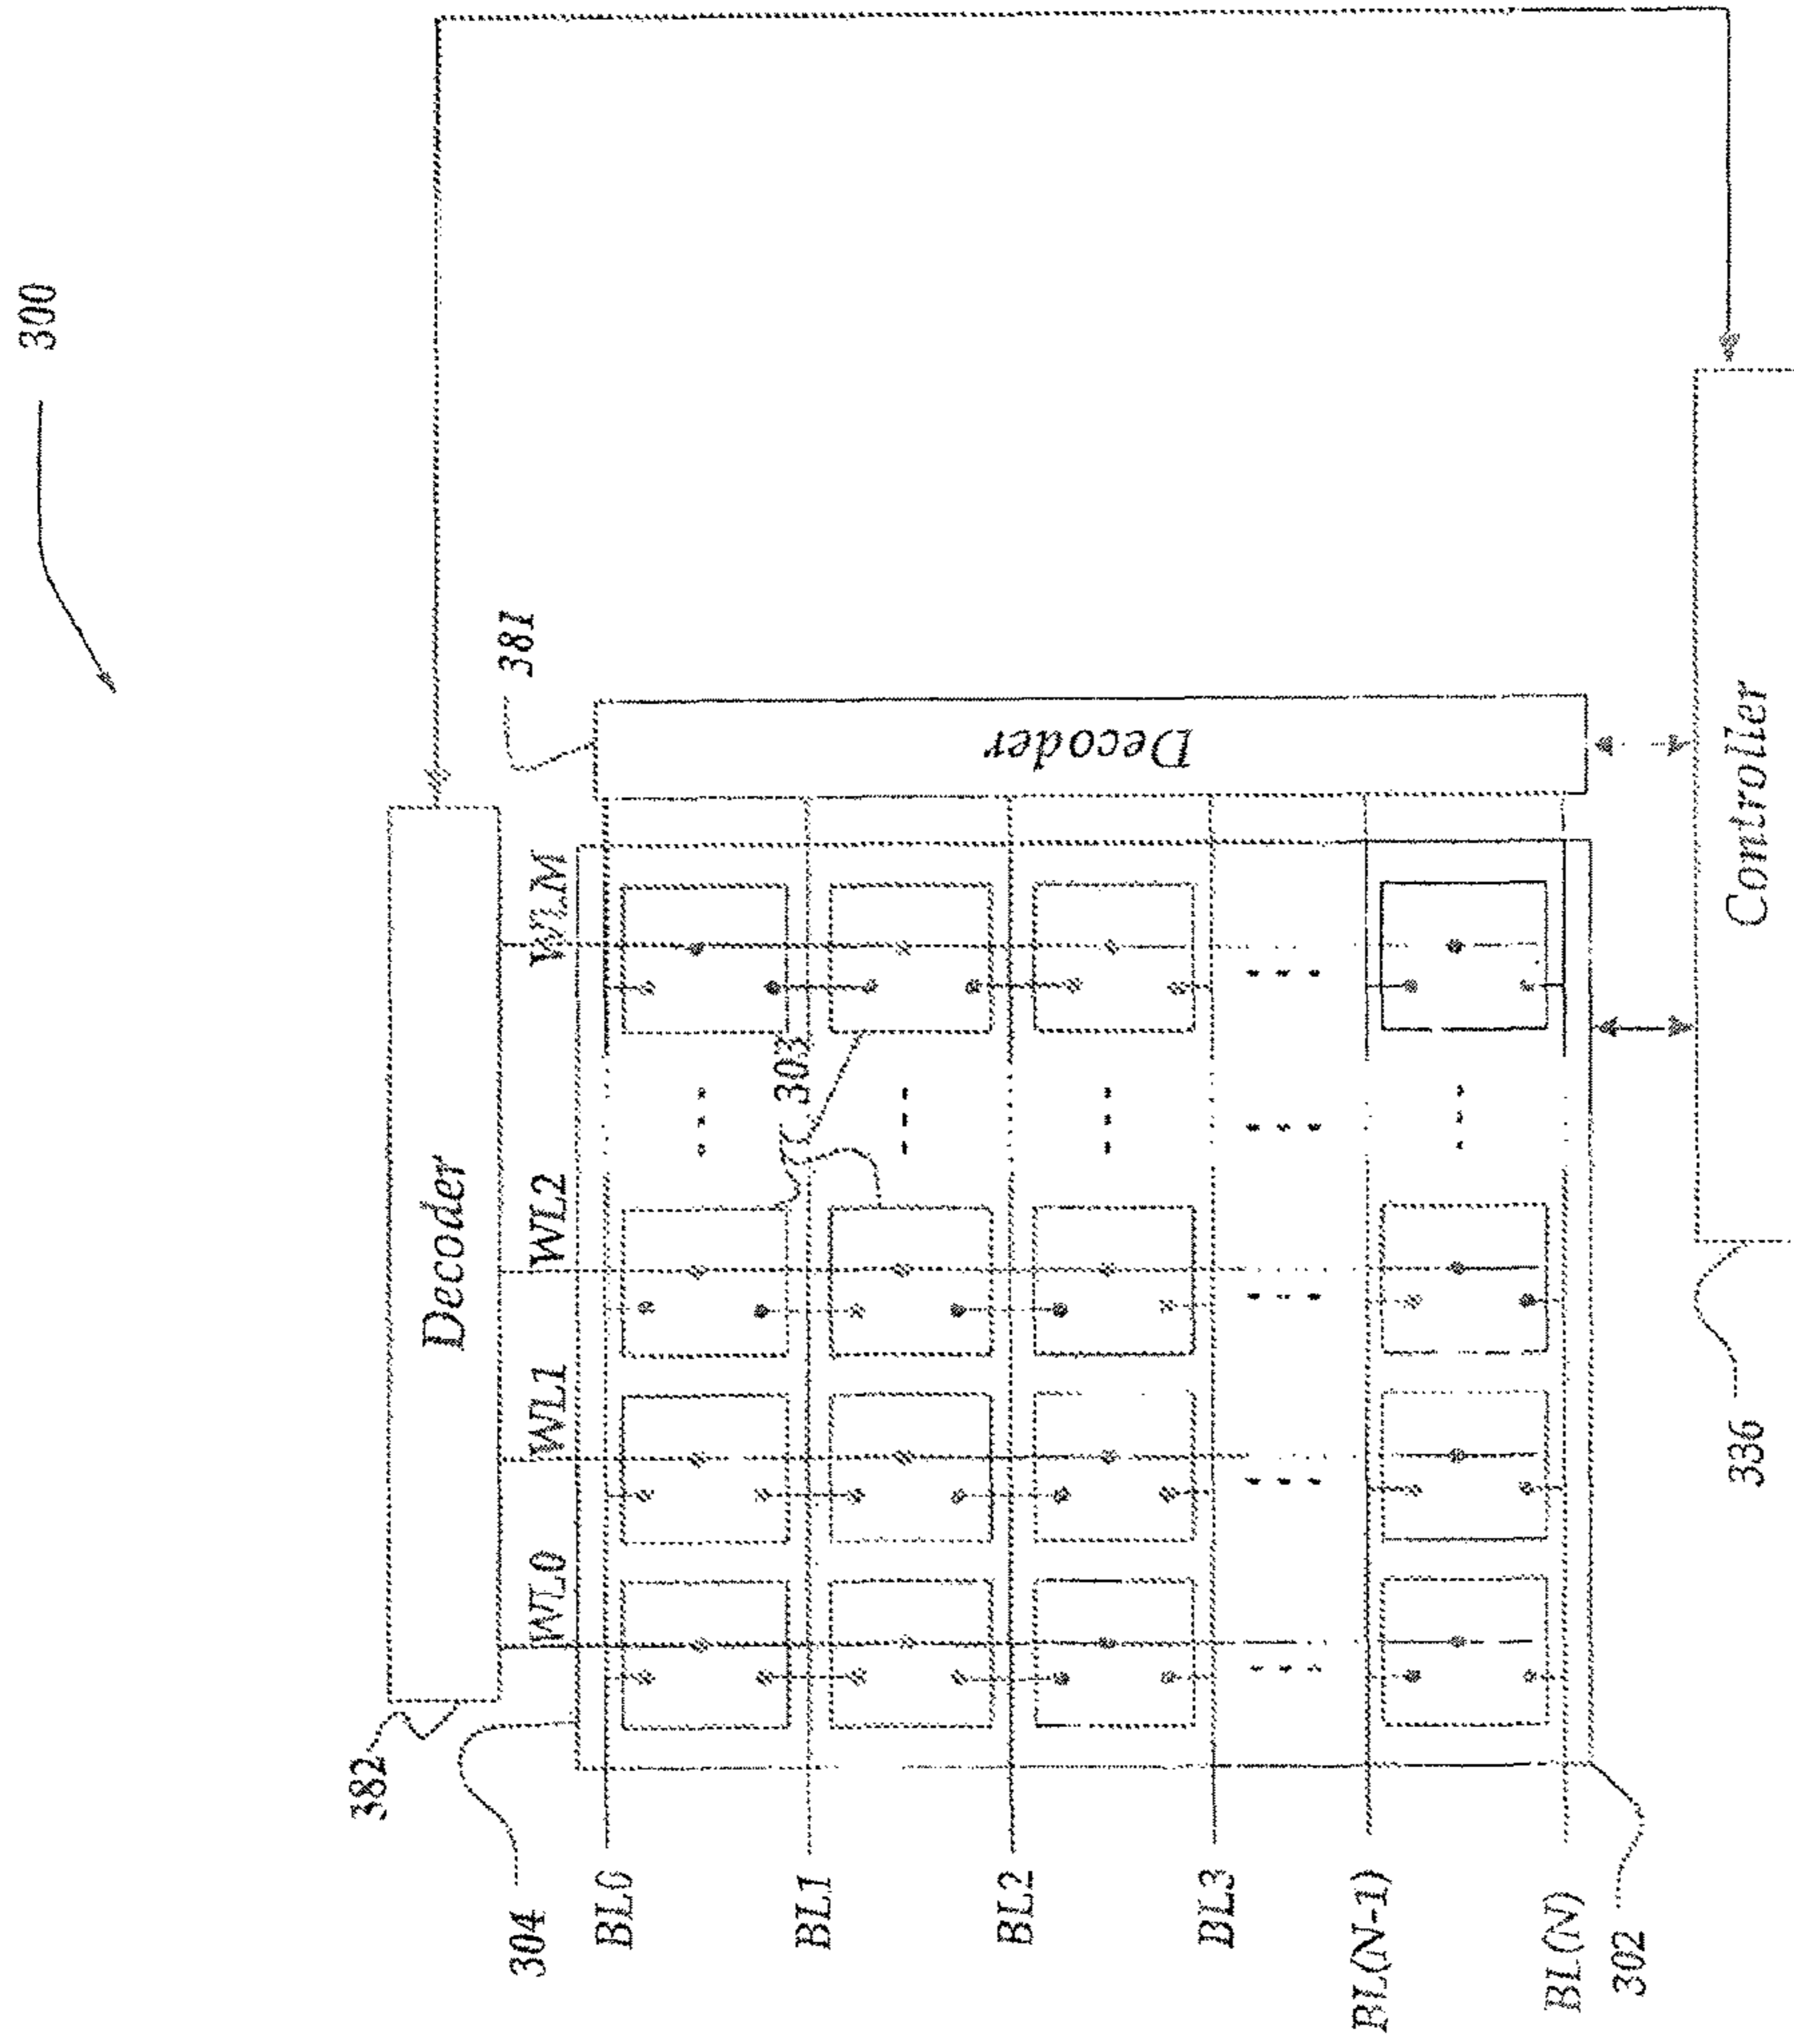 300
Decoder
382
304
WL0
WL1
WL2
WLM
381
Decoder
303
BL0
BL1
BL2
BL3
BL(N-1)
BL(N)
302
Controller
336